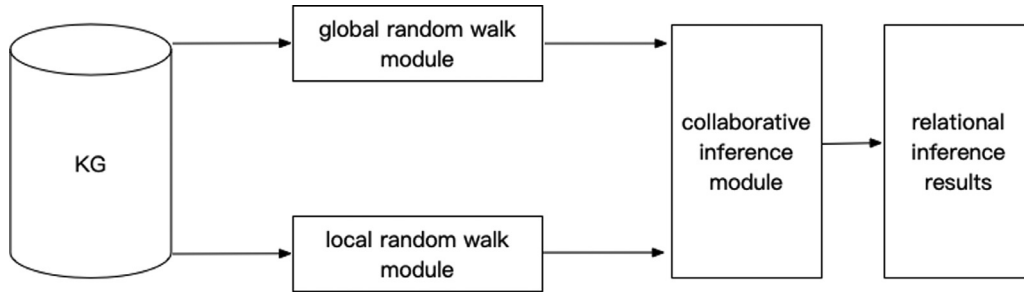 global random walk
module
KG
local random walk
module
collaborative
inference
module
relational
inference
results